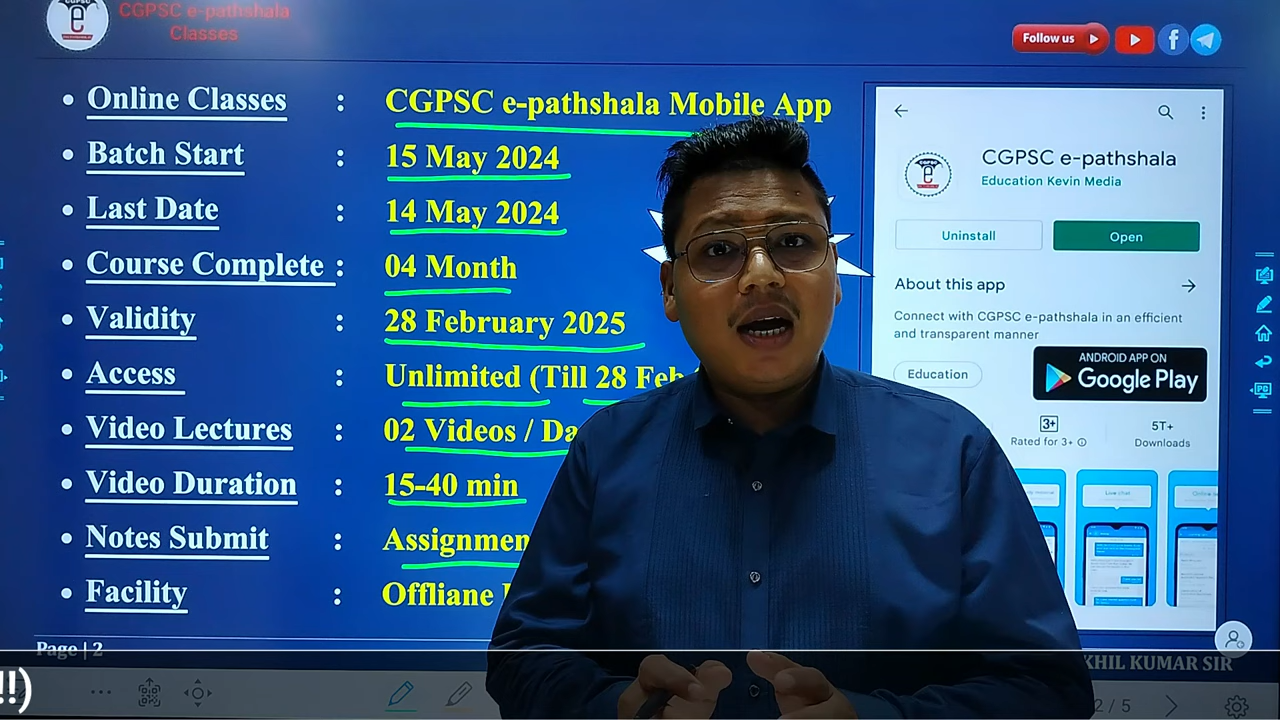 CGPSC
CGPSC e-pathshala
Classes
Follow us
Online Classes : CGPSC e-pathshala Mobile App
Batch Start : 15 May 2024
Last Date : 14 May 2024
Course Complete : 04 Month
Validity : 28 February 2025
Access : Unlimited (Till 28 Feb
Video Lectures : 02 Videos / Da
Video Duration : 15-40 min
Notes Submit : Assignmen
Facility : Offliane
CGPSC e-pathshala
Education Kevin Media
Uninstall
Open
About this app
Connect with CGPSC e-pathshala in an efficient
and transparent manner
Education
ANDROID APP ON
Google Play
3+
Rated for 3+
5T+
Downloads
Live chat
Page | 2
KHIL KUMAR SIR
!!)
2 / 5